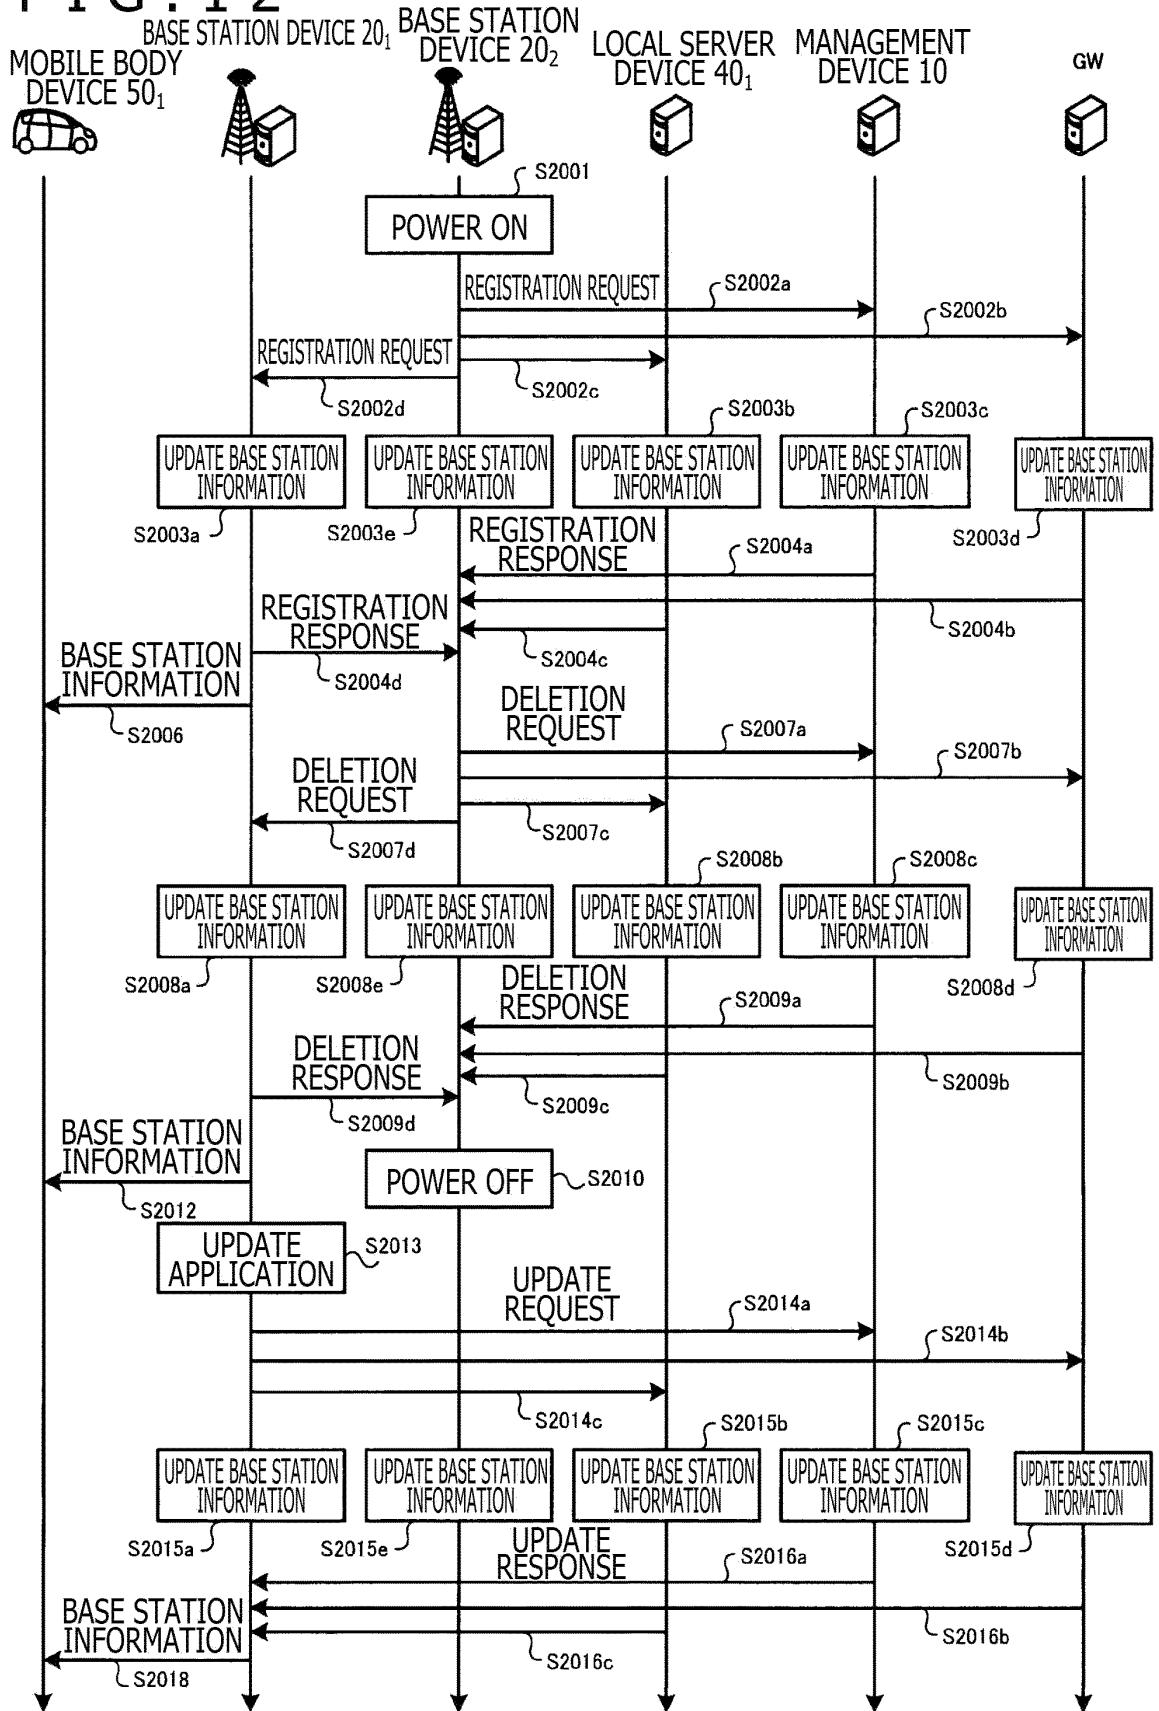 FIG.12
BASE STATION DEVICE 20₁
BASE STATION
DEVICE 20₂
LOCAL SERVER
DEVICE 40₁
MANAGEMENT
DEVICE 10
GW
MOBILE BODY
DEVICE 50₁
S2001
POWER ON
REGISTRATION REQUEST
S2002a
S2002b
REGISTRATION REQUEST
S2002c
S2002d
S2003b
S2003c
UPDATE BASE STATION
INFORMATION
UPDATE BASE STATION
INFORMATION
UPDATE BASE STATION
INFORMATION
UPDATE BASE STATION
INFORMATION
UPDATE BASE STATION
INFORMATION
S2003a
S2003e
S2003d
REGISTRATION
RESPONSE
S2004a
REGISTRATION
RESPONSE
S2004b
S2004c
S2004d
BASE STATION
INFORMATION
S2006
DELETION
REQUEST
S2007a
S2007b
DELETION
REQUEST
S2007c
S2007d
S2008b
S2008c
UPDATE BASE STATION
INFORMATION
UPDATE BASE STATION
INFORMATION
UPDATE BASE STATION
INFORMATION
UPDATE BASE STATION
INFORMATION
UPDATE BASE STATION
INFORMATION
S2008a
S2008e
S2008d
DELETION
RESPONSE
S2009a
DELETION
RESPONSE
S2009b
S2009c
S2009d
BASE STATION
INFORMATION
S2012
POWER OFF
S2010
UPDATE
APPLICATION
S2013
UPDATE
REQUEST
S2014a
S2014b
S2014c
S2015b
S2015c
UPDATE BASE STATION
INFORMATION
UPDATE BASE STATION
INFORMATION
UPDATE BASE STATION
INFORMATION
UPDATE BASE STATION
INFORMATION
UPDATE BASE STATION
INFORMATION
S2015a
S2015e
S2015d
UPDATE
RESPONSE
S2016a
BASE STATION
INFORMATION
S2016b
S2016c
S2018